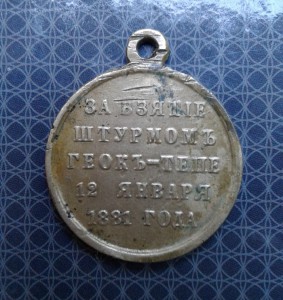 ЗА ВЗЯТІЕ
ШТУРМОМЪ
ГЕОКЪ-ТЕПЕ
12 ЯНВАРЯ
1881 ГОДА